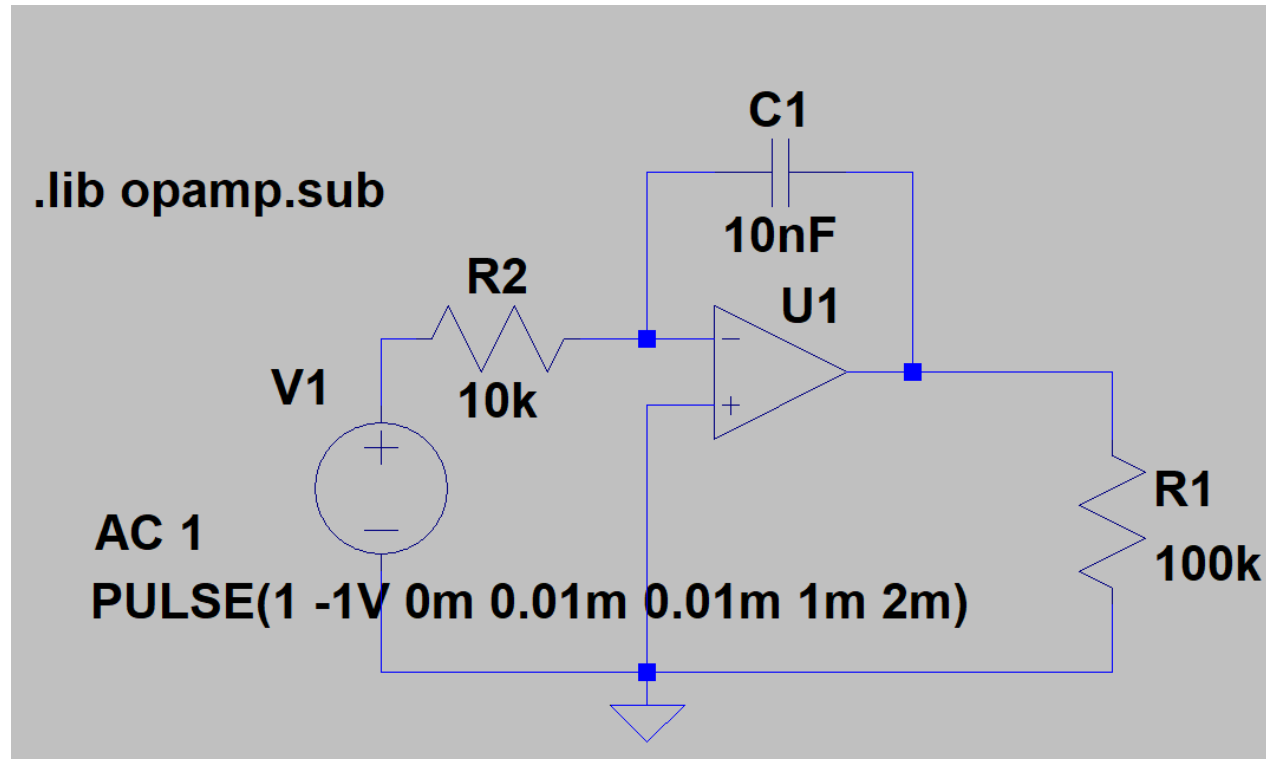 C1
.lib opamp.sub
10nF
R2
U1
V1
10k
R1
AC 1
100k
PULSE(1 -1V 0m 0.01m 0.01m 1m 2m)